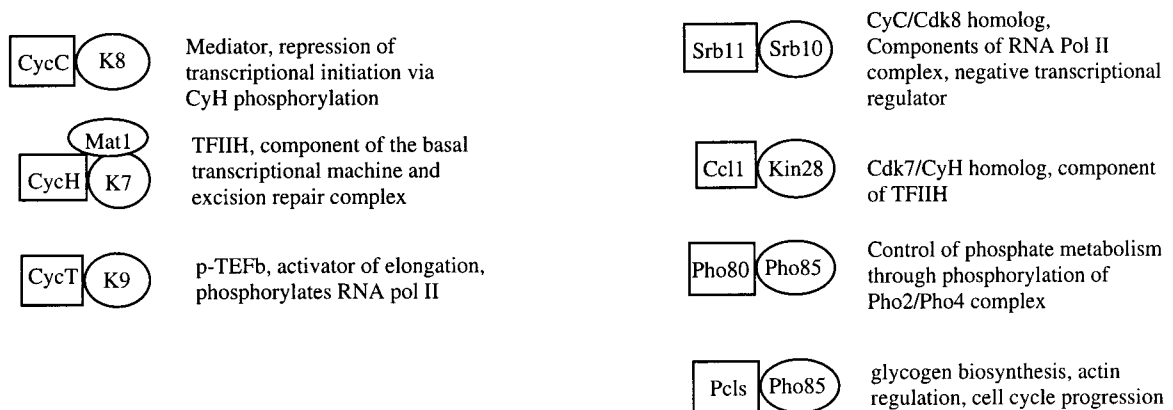 CycC K8
Mediator, repression of
transcriptional initiation via
CyH phosphorylation
Mat1
CycH K7
TFIIH, component of the basal
transcriptional machine and
excision repair complex
CycT K9
p-TEFb, activator of elongation,
phosphorylates RNA pol II
Srb11 Srb10
CyC/Cdk8 homolog,
Components of RNA Pol II
complex, negative transcriptional
regulator
Ccl1 Kin28
Cdk7/CyH homolog, component
of TFIIH
Pho80 Pho85
Control of phosphate metabolism
through phosphorylation of
Pho2/Pho4 complex
Pcls Pho85
glycogen biosynthesis, actin
regulation, cell cycle progression